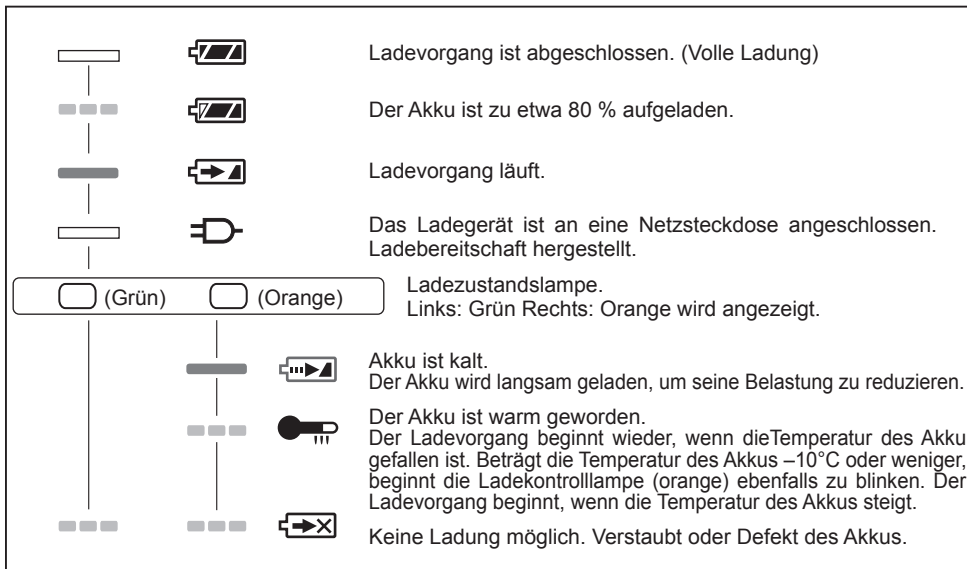 Ladevorgang ist abgeschlossen. (Volle Ladung)
Der Akku ist zu etwa 80 % aufgeladen.
Ladevorgang läuft.
Das Ladegerät ist an eine Netzsteckdose angeschlossen.
Ladebereitschaft hergestellt.
(Grün) (Orange)
Ladezustandslampe.
Links: Grün Rechts: Orange wird angezeigt.
Akku ist kalt.
Der Akku wird langsam geladen, um seine Belastung zu reduzieren.
Der Akku ist warm geworden.
Der Ladevorgang beginnt wieder, wenn dieTemperatur des Akku
gefallen ist. Beträgt die Temperatur des Akkus –10°C oder weniger,
beginnt die Ladekontrolllampe (orange) ebenfalls zu blinken. Der
Ladevorgang beginnt, wenn die Temperatur des Akkus steigt.
Keine Ladung möglich. Verstaubt oder Defekt des Akkus.